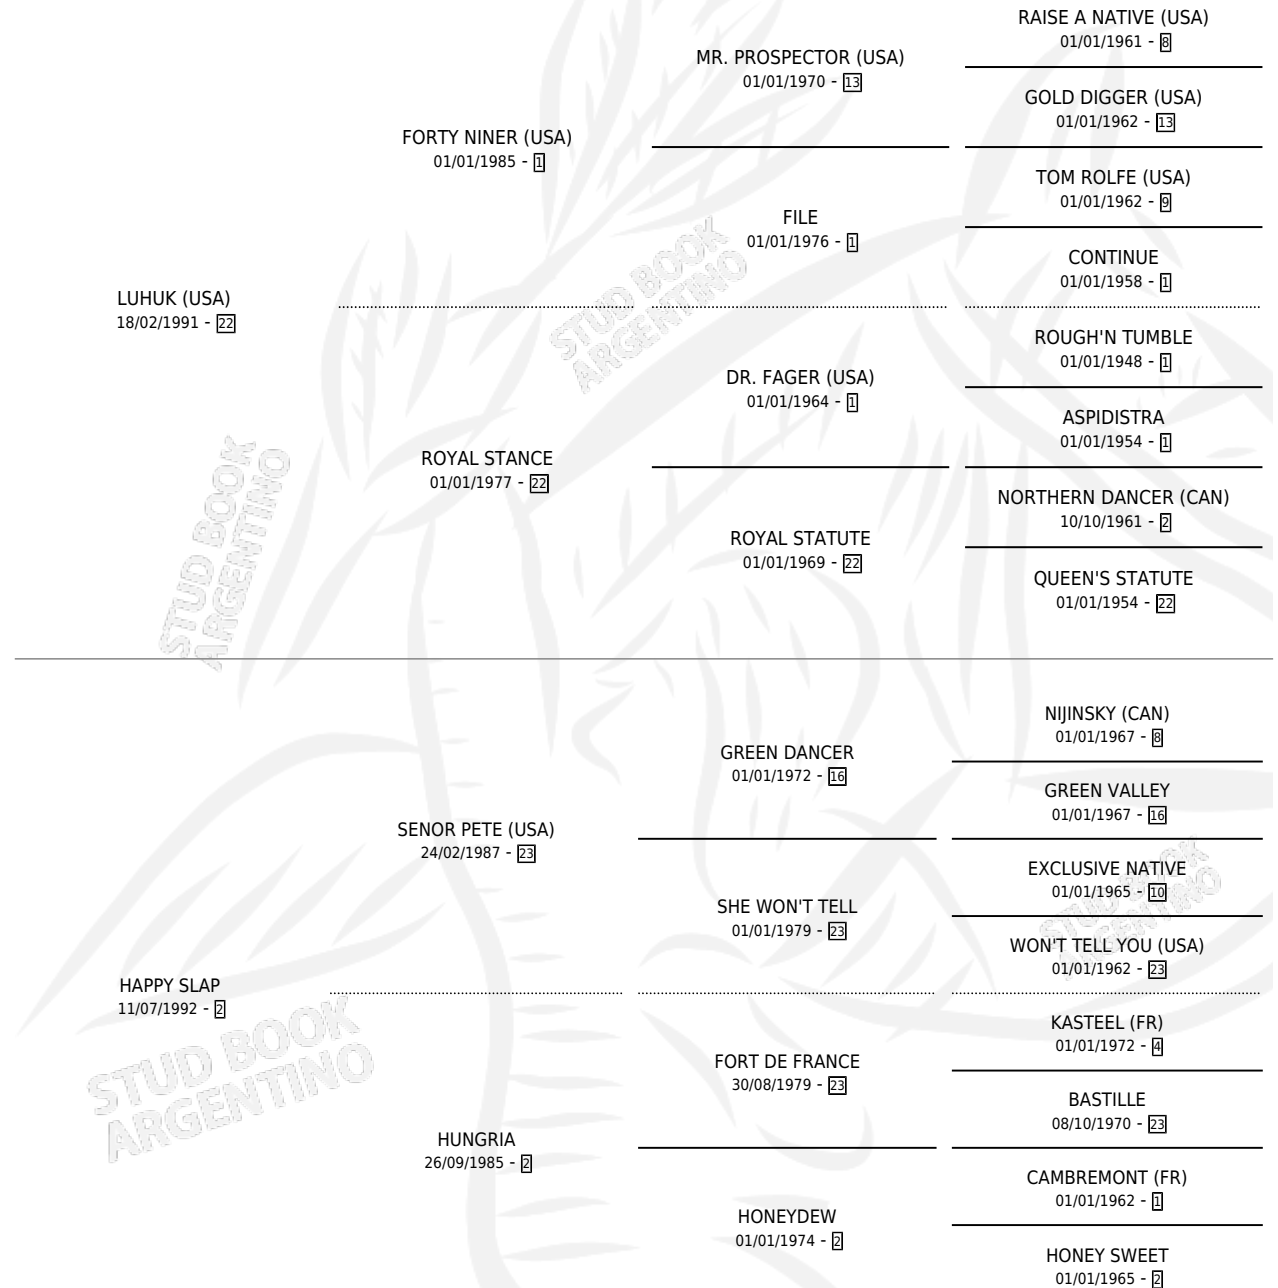 RAISE A NATIVE (USA)
01/01/1961 - 8
MR. PROSPECTOR (USA)
01/01/1970 - 13
GOLD DIGGER (USA)
01/01/1962 - 13
FORTY NINER (USA)
01/01/1985 - 1
TOM ROLFE (USA)
01/01/1962 - 9
FILE
01/01/1976 - 1
CONTINUE
01/01/1958 - 1
LUHUK (USA)
18/02/1991 - 22
ROUGH'N TUMBLE
01/01/1948 - 1
DR. FAGER (USA)
01/01/1964 - 1
ASPIDISTRA
01/01/1954 - 1
ROYAL STANCE
01/01/1977 - 22
NORTHERN DANCER (CAN)
10/10/1961 - 2
ROYAL STATUTE
01/01/1969 - 22
QUEEN'S STATUTE
01/01/1954 - 22
NIJINSKY (CAN)
01/01/1967 - 8
GREEN DANCER
01/01/1972 - 16
GREEN VALLEY
01/01/1967 - 16
SENOR PETE (USA)
24/02/1987 - 23
EXCLUSIVE NATIVE
01/01/1965 - 10
SHE WON'T TELL
01/01/1979 - 23
WON'T TELL YOU (USA)
01/01/1962 - 23
HAPPY SLAP
11/07/1992 - 2
KASTEEL (FR)
01/01/1972 - 4
FORT DE FRANCE
30/08/1979 - 23
BASTILLE
08/10/1970 - 23
HUNGRIA
26/09/1985 - 2
CAMBREMONT (FR)
01/01/1962 - 1
HONEYDEW
01/01/1974 - 2
HONEY SWEET
01/01/1965 - 2
STUD BOOK
ARGENTINO
STUD BOOK
ARGENTINO
STUD BOOK
ARGENTINO
STUD BOOK
ARGENTINO